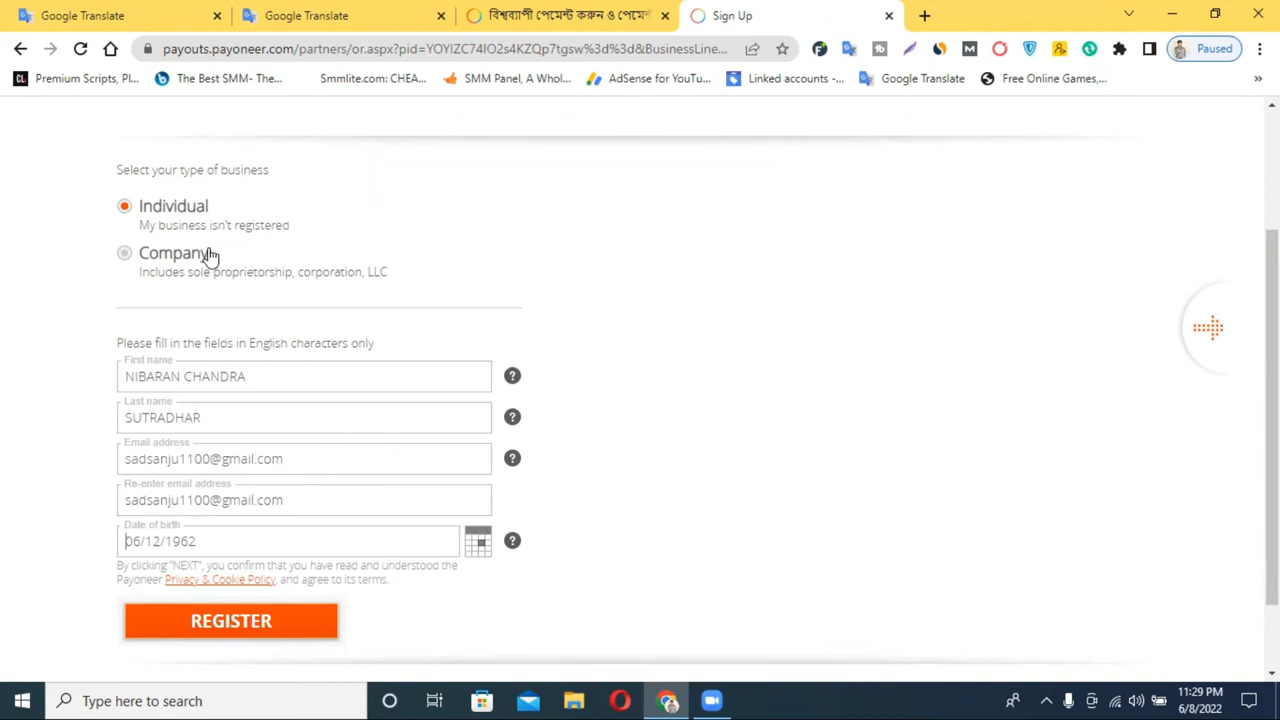 Google Translate
Google Translate
বিশ্বব্যাপী পেমেন্ট করুন ও পেমেন
Sign Up
payouts.payoneer.com/partners/or.aspx?pid=YOYIZC74IO2s4KZQp7tgsw%3d%3d&BusinessLine...
Paused
Premium Scripts, Pl...
The Best SMM- The...
Smmlite.com: CHEA...
SMM Panel, A Whol...
AdSense for YouTu...
Linked accounts -...
Google Translate
Free Online Games,...
Select your type of business
Individual
My business isn't registered
Company
Includes sole proprietorship, corporation, LLC
Please fill in the fields in English characters only
First name
NIBARAN CHANDRA
Last name
SUTRADHAR
Email address
sadsanju1100@gmail.com
Re-enter email address
sadsanju1100@gmail.com
Date of birth
06/12/1962
By clicking "NEXT", you confirm that you have read and understood the
Payoneer Privacy & Cookie Policy, and agree to its terms.
REGISTER
Type here to search
11:29 PM
6/8/2022